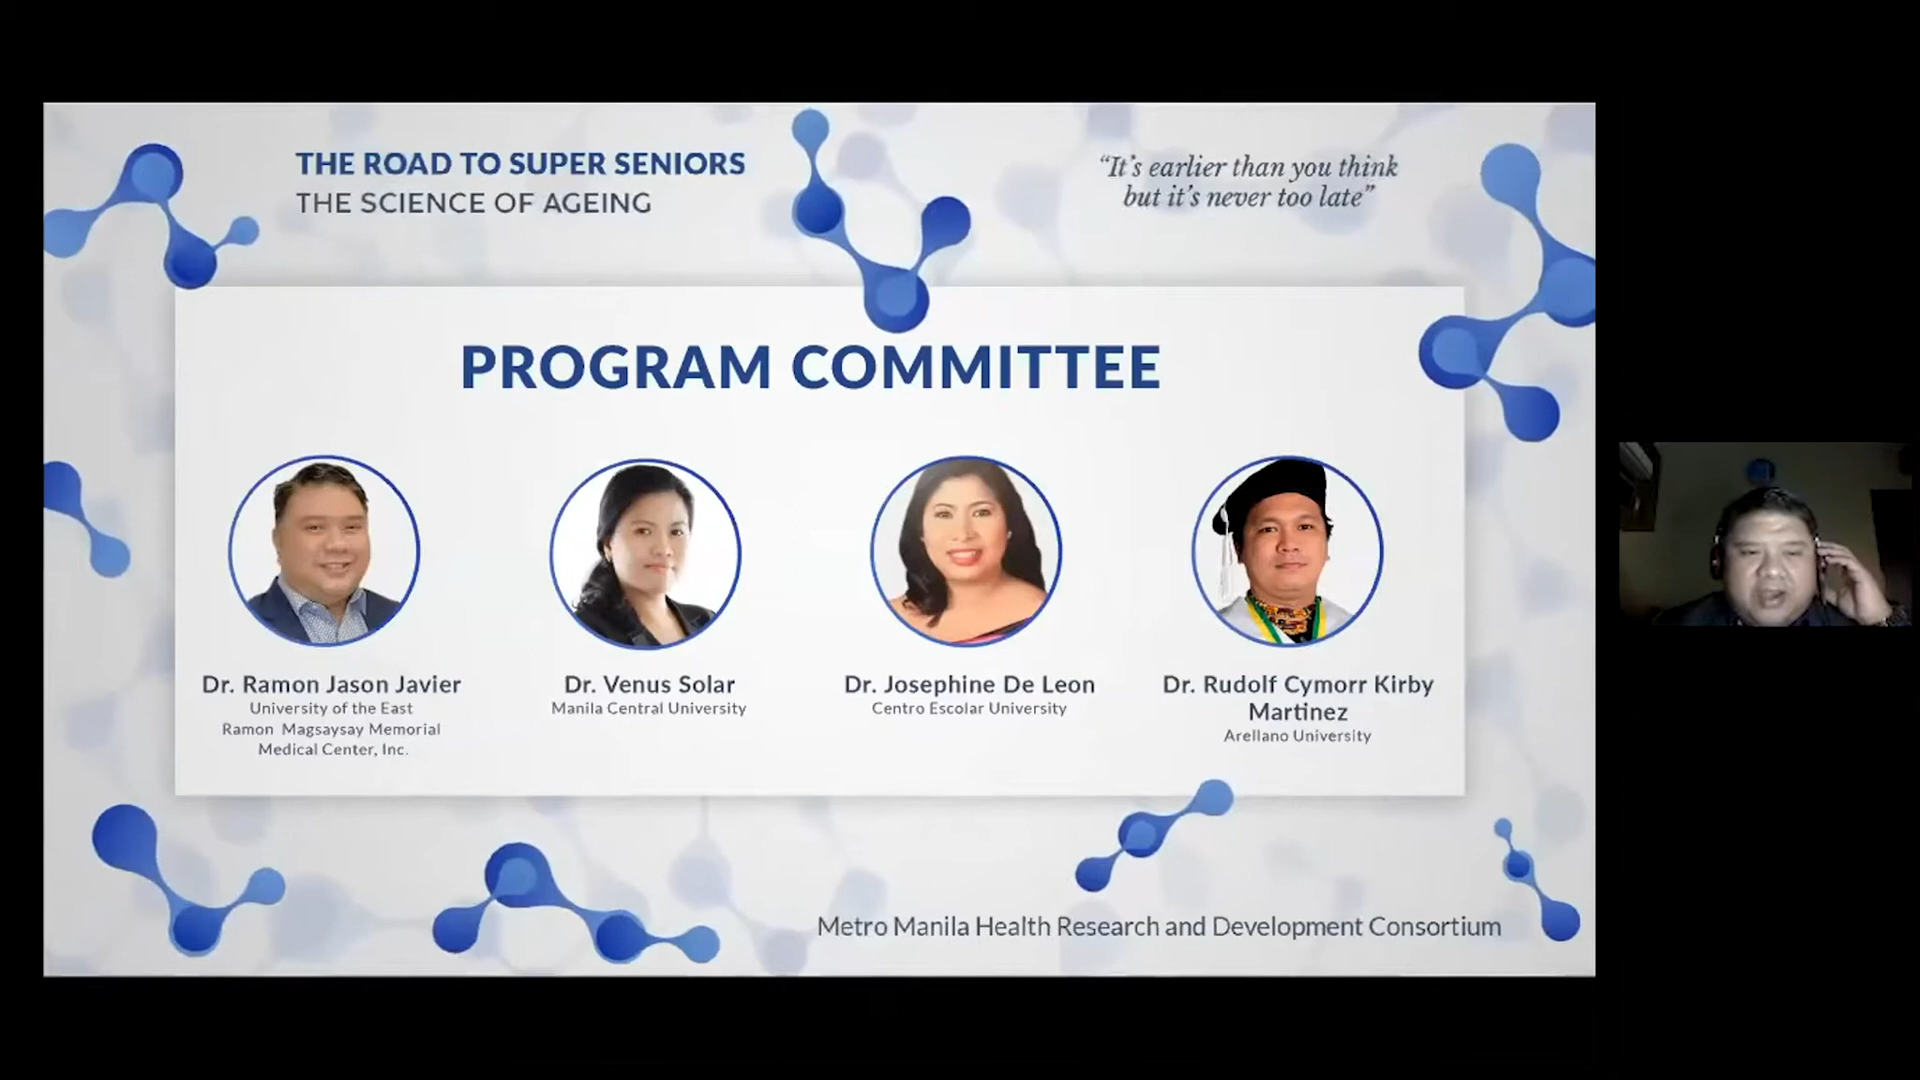 THE ROAD TO SUPER SENIORS
THE SCIENCE OF AGEING
“It’s earlier than you think
but it’s never too late”
PROGRAM COMMITTEE
Dr. Ramon Jason Javier
University of the East
Ramon Magsaysay Memorial
Medical Center, Inc.
Dr. Venus Solar
Manila Central University
Dr. Josephine De Leon
Centro Escolar University
Dr. Rudolf Cymorr Kirby
Martinez
Arellano University
Metro Manila Health Research and Development Consortium